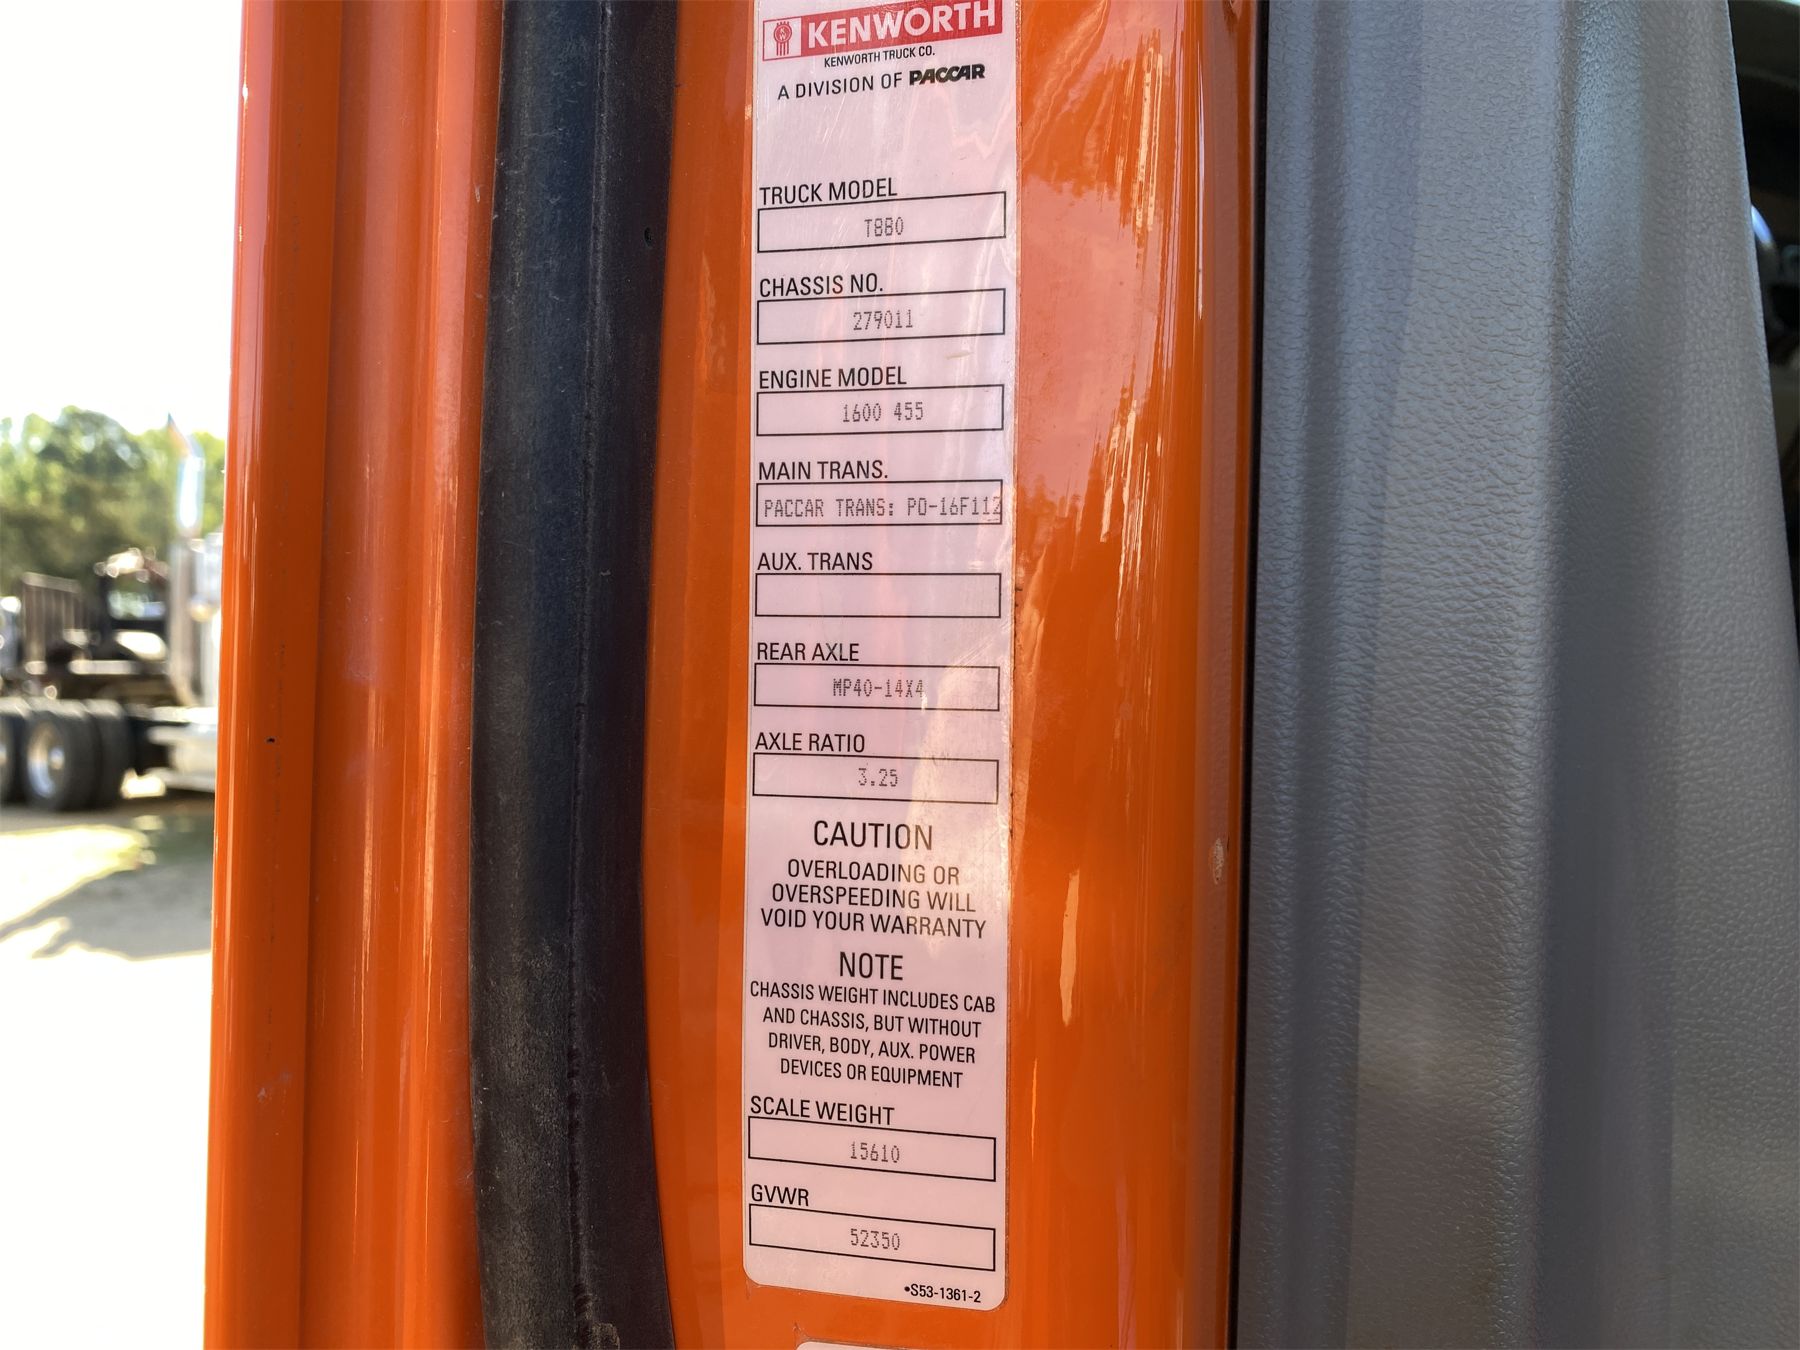 KENWORTH
KENWORTH TRUCK CO.
A DIVISION OF PACCAR
TRUCK MODEL
T880
CHASSIS NO.
279011
ENGINE MODEL
1600 455
MAIN TRANS.
PACCAR TRANS: PO-16F112
AUX. TRANS
REAR AXLE
MP40-14X4
AXLE RATIO
3.25
CAUTION
OVERLOADING OR
OVERSPEEDING WILL
VOID YOUR WARRANTY
NOTE
CHASSIS WEIGHT INCLUDES CAB
AND CHASSIS, BUT WITHOUT
DRIVER, BODY, AUX. POWER
DEVICES OR EQUIPMENT
SCALE WEIGHT
15610
GVWR
52350
•S53-1361-2